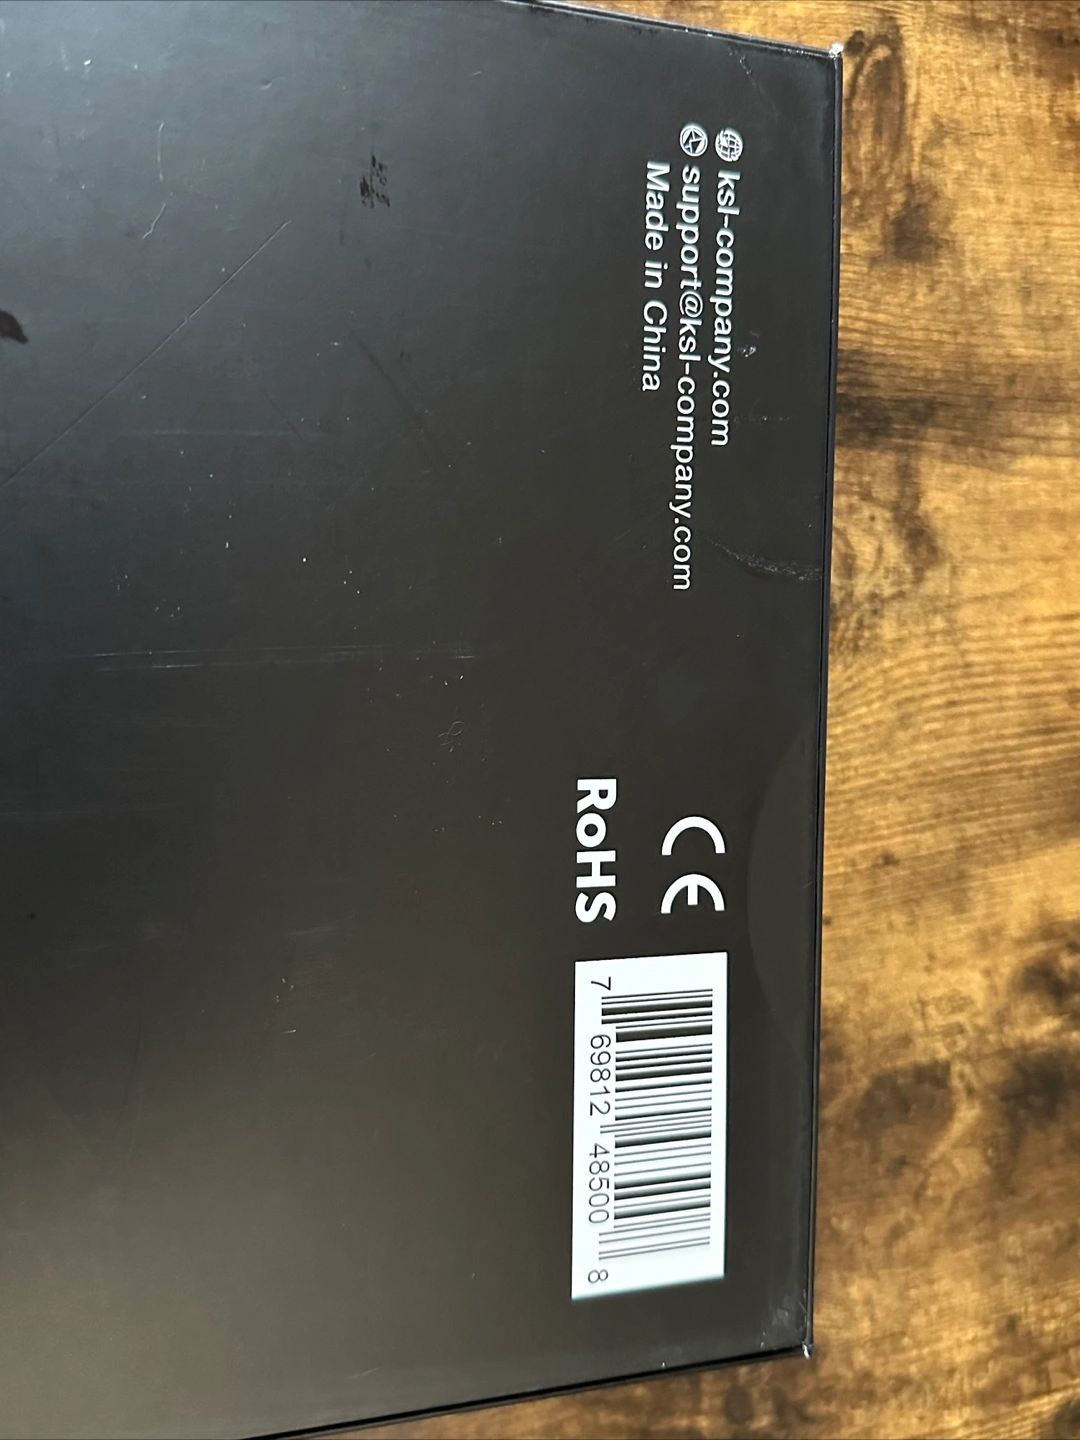 ksl-company.com
support@ksl-company.com
Made in China
RoHS
CE
7 69812 48500 8